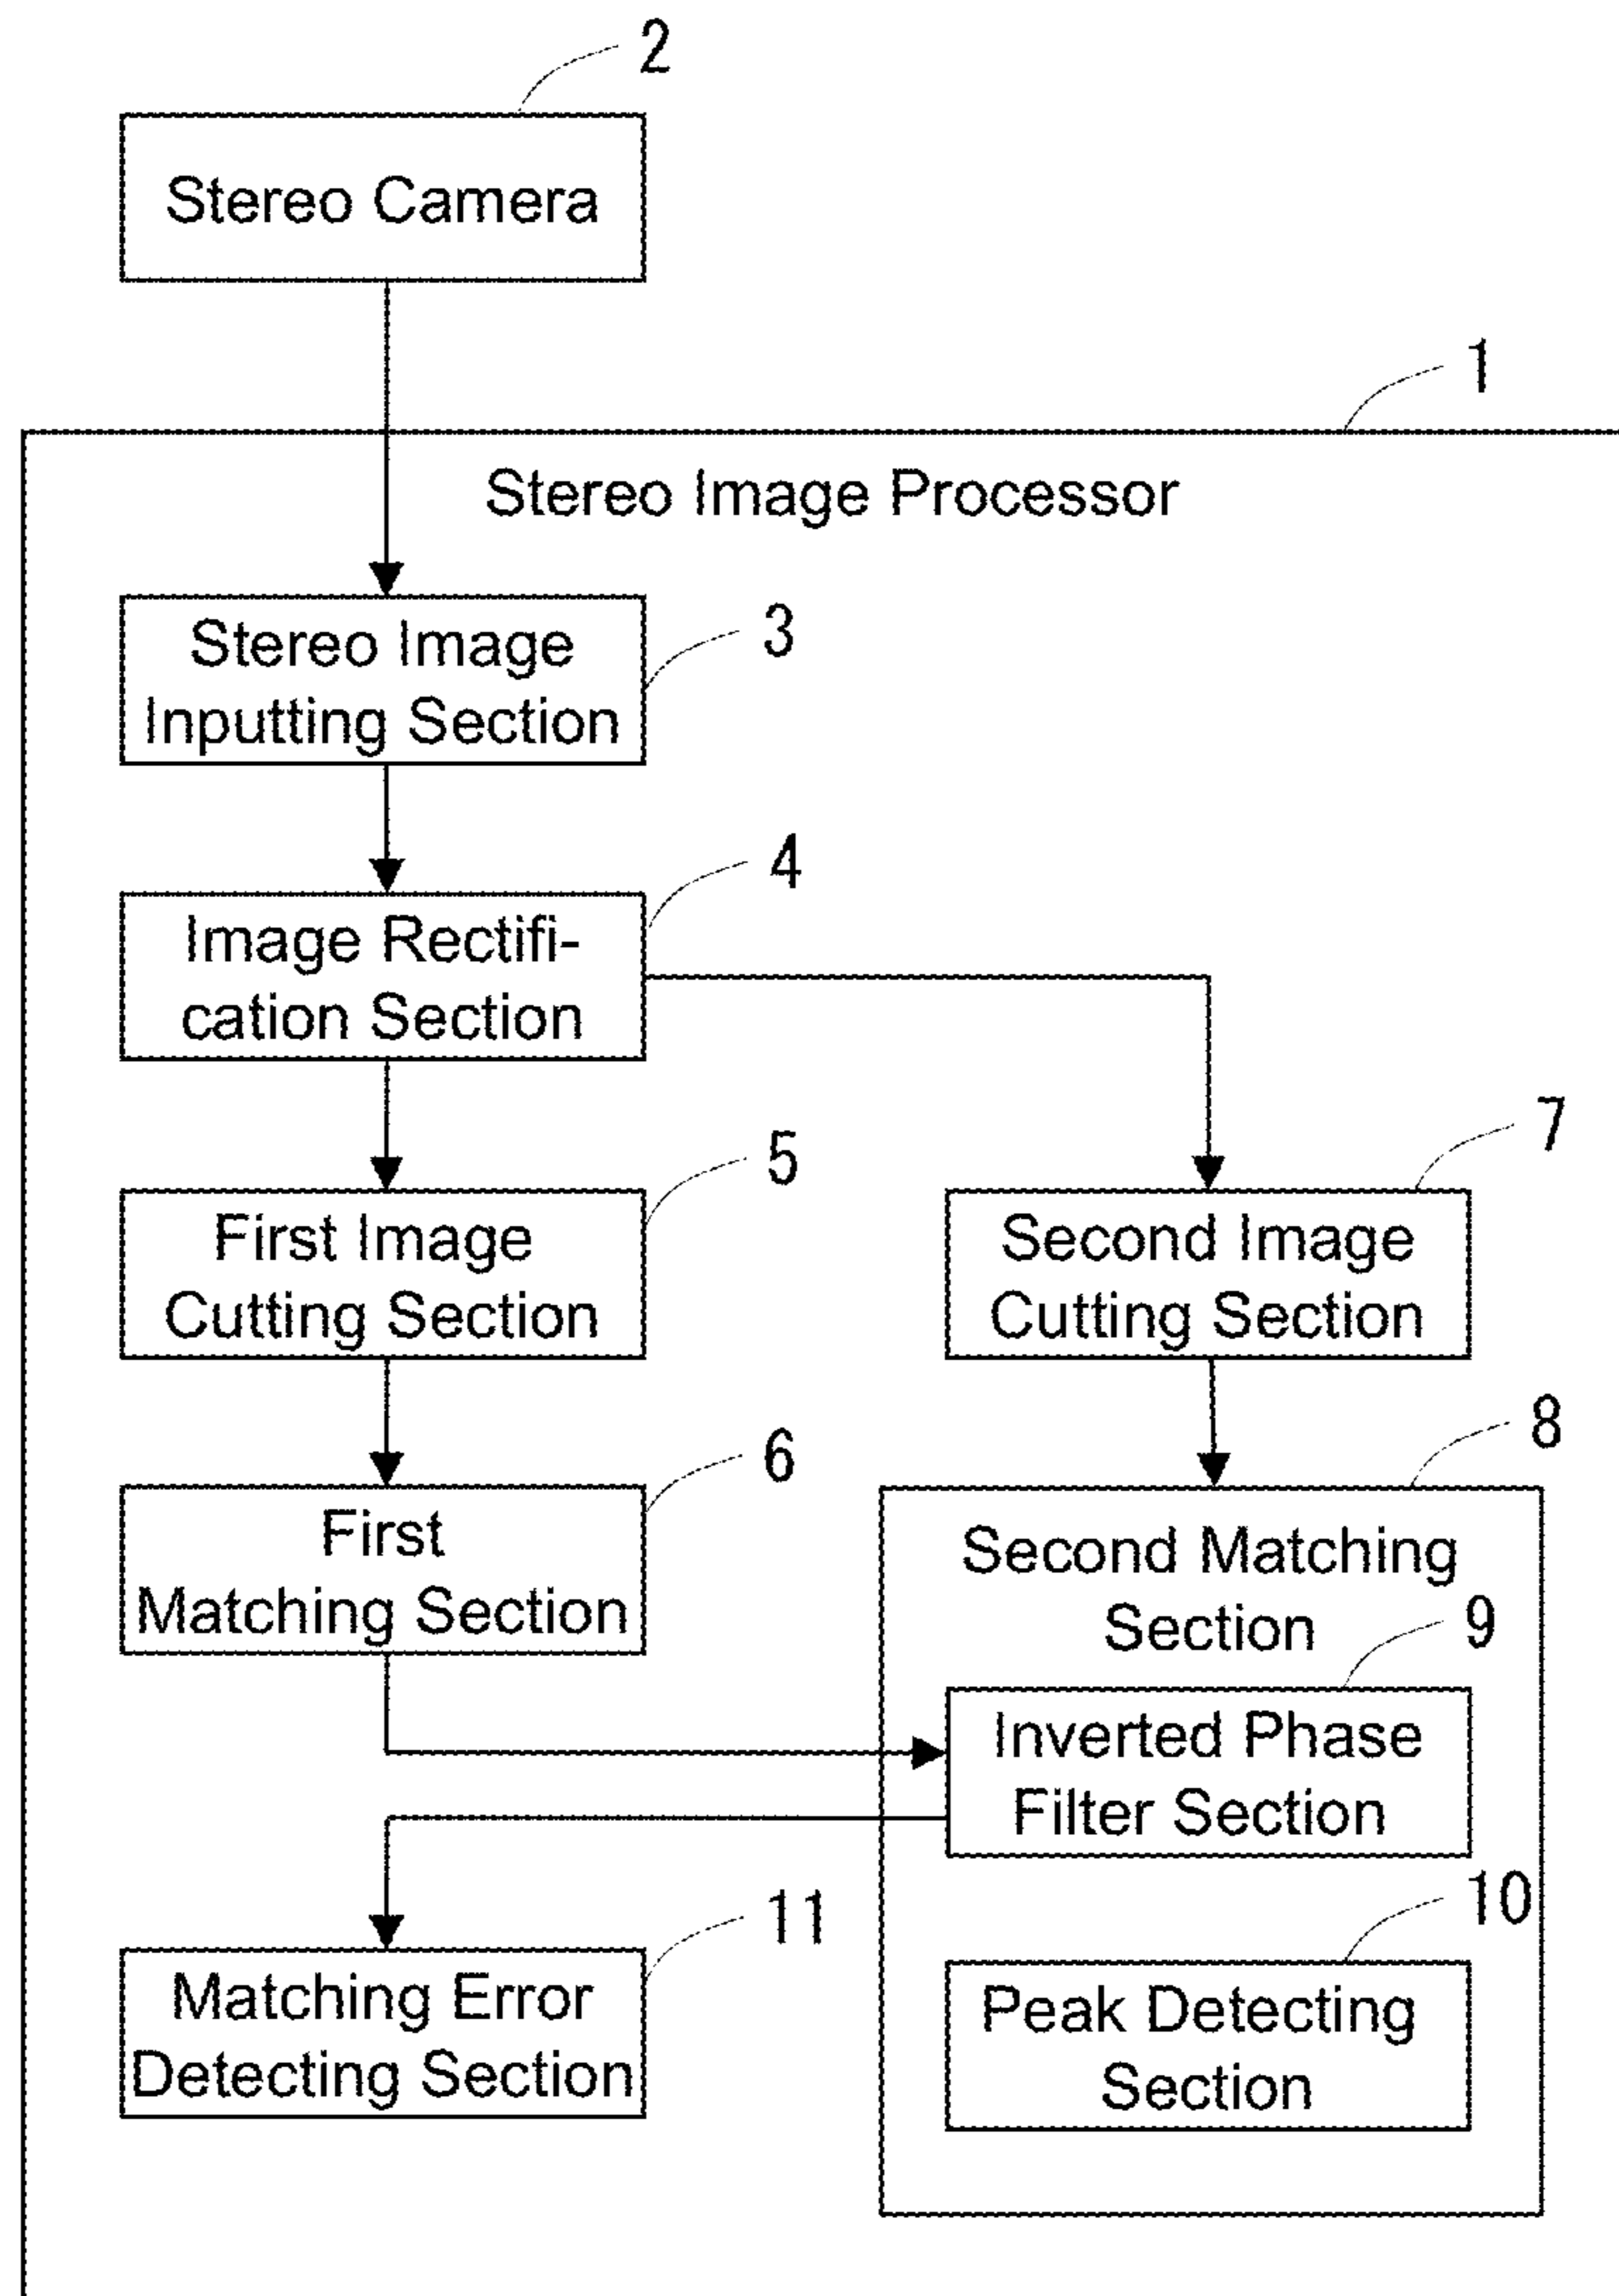 2
Stereo Camera
1
Stereo Image Processor
3
Stereo Image
Inputting Section
4
Image Rectifi-
cation Section
5
First Image
Cutting Section
7
Second Image
Cutting Section
6
First
Matching Section
8
Second Matching
Section
9
Inverted Phase
Filter Section
10
Peak Detecting
Section
11
Matching Error
Detecting Section